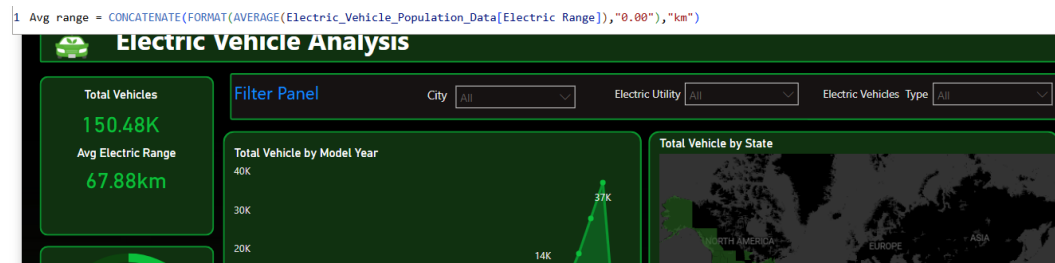 1 Avg range = CONCATENATE(FORMAT(AVERAGE(Electric_Vehicle_Population_Data[Electric Range]),"0.00"),"km")
Electric Vehicle Analysis
Total Vehicles
150.48K
Avg Electric Range
67.88km
Filter Panel
City All
Electric Utility All
Electric Vehicles Type All
Total Vehicle by Model Year
40K
37K
30K
20K
14K
Total Vehicle by State
NORTH AMERICA
EUROPE
ASIA